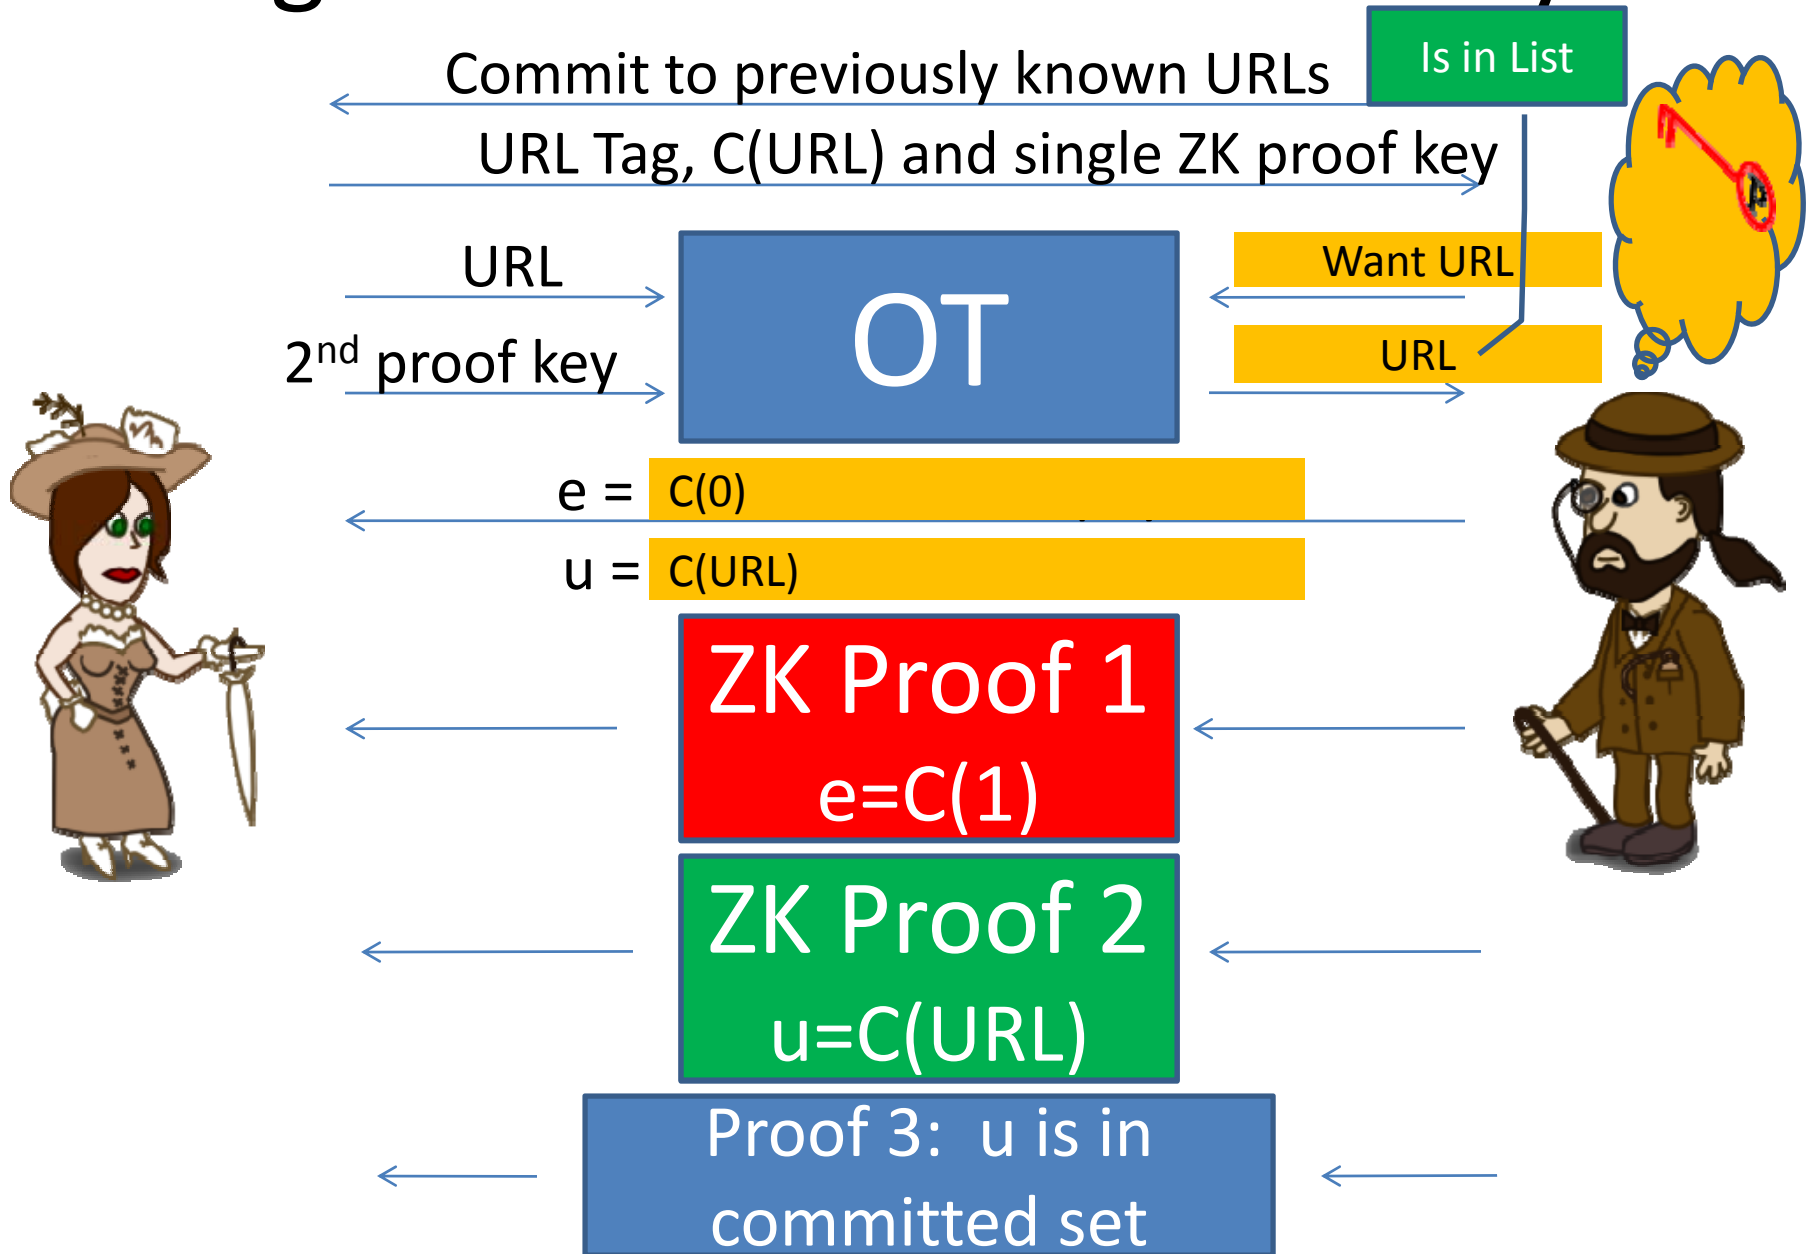 Is in List
Commit to previously known URLs
URL Tag, C(URL) and single ZK proof key
URL
OT
Want URL
2nd proof key
URL
e = C(0)
u = C(URL)
ZK Proof 1
e=C(1)
ZK Proof 2
u=C(URL)
Proof 3: u is in
committed set